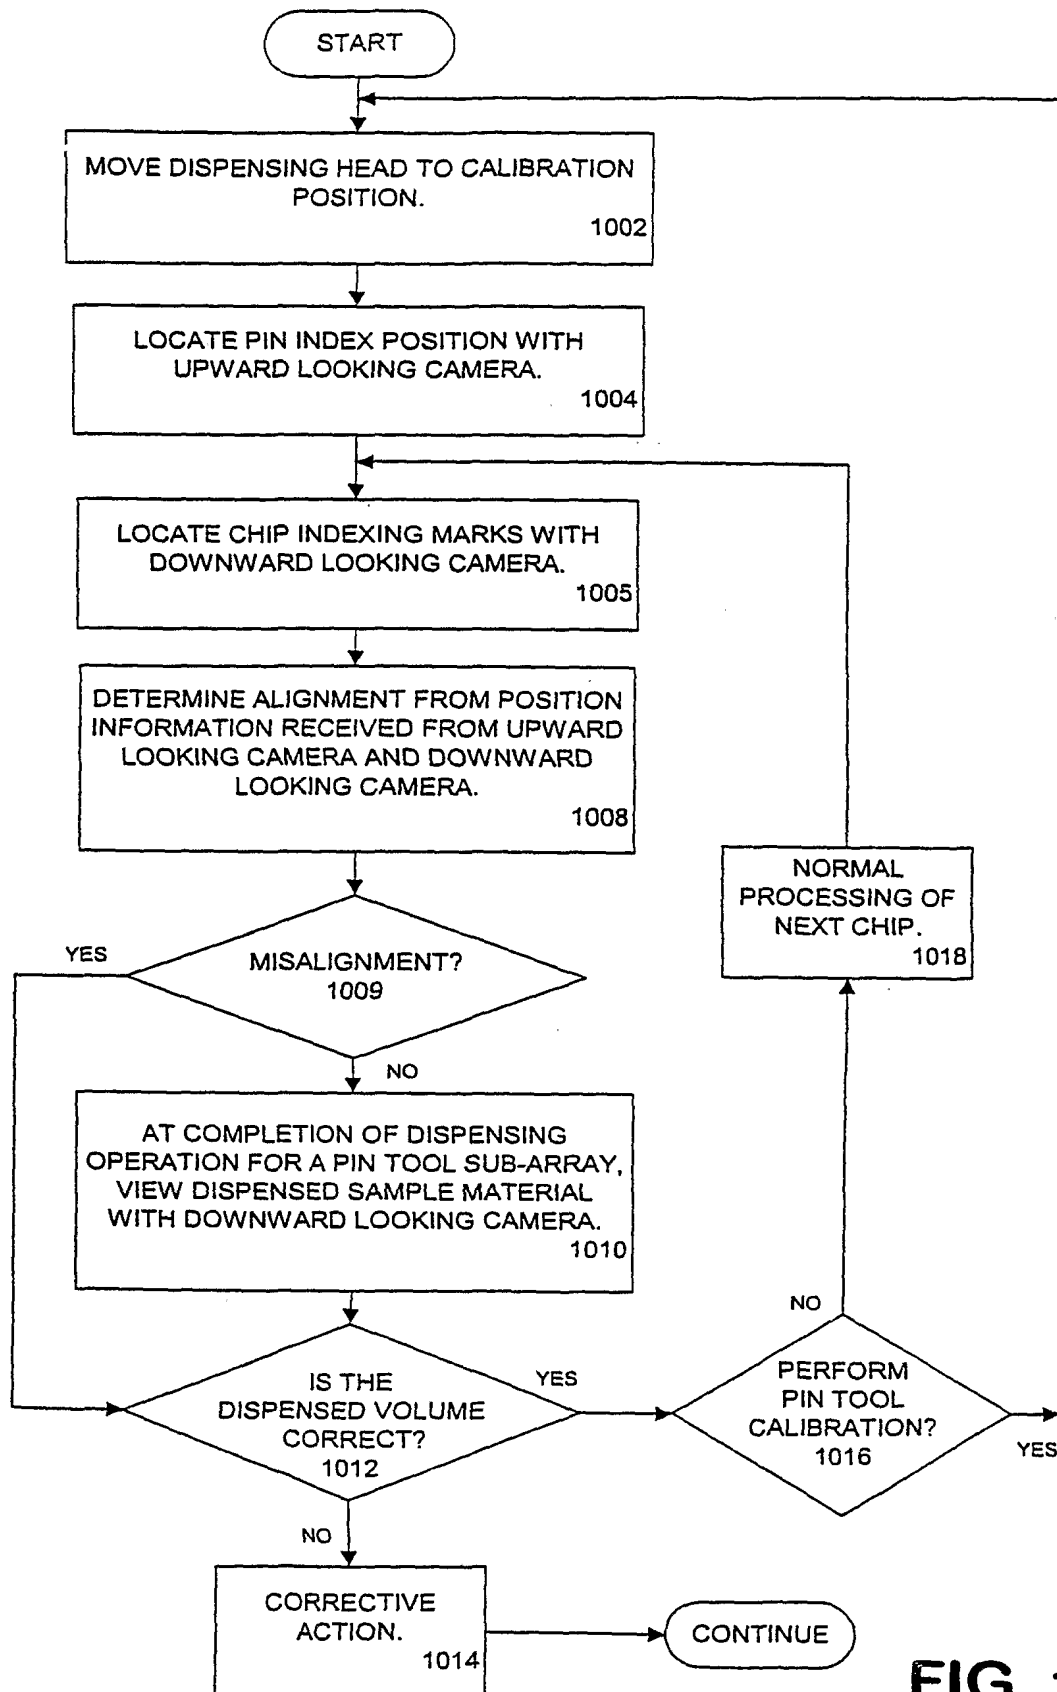 START
MOVE DISPENSING HEAD TO CALIBRATION
POSITION.
1002
LOCATE PIN INDEX POSITION WITH
UPWARD LOOKING CAMERA.
1004
LOCATE CHIP INDEXING MARKS WITH
DOWNWARD LOOKING CAMERA.
1005
DETERMINE ALIGNMENT FROM POSITION
INFORMATION RECEIVED FROM UPWARD
LOOKING CAMERA AND DOWNWARD
LOOKING CAMERA.
1008
NORMAL
PROCESSING OF
NEXT CHIP.
1018
YES
MISALIGNMENT?
1009
NO
AT COMPLETION OF DISPENSING
OPERATION FOR A PIN TOOL SUB-ARRAY,
VIEW DISPENSED SAMPLE MATERIAL
WITH DOWNWARD LOOKING CAMERA.
1010
IS THE
DISPENSED VOLUME
CORRECT?
1012
YES
NO
PERFORM
PIN TOOL
CALIBRATION?
1016
NO
YES
CORRECTIVE
ACTION.
1014
CONTINUE
FIG.